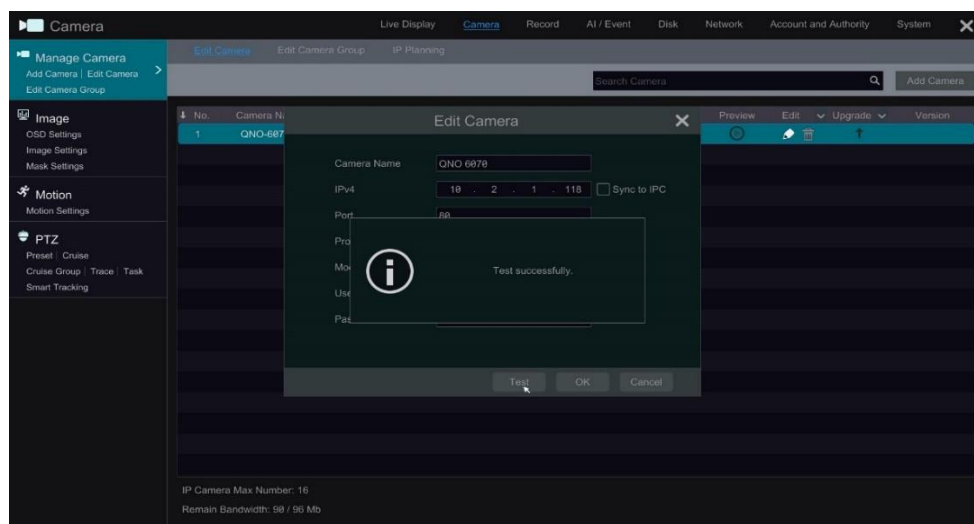 Camera
Live Display Camera Record AI / Event Disk Network Account and Authority System
Manage Camera
Add Camera | Edit Camera
Edit Camera Group
Edit Camera Edit Camera Group IP Planning
Search Camera
Add Camera
Image
OSD Settings
Image Settings
Mask Settings
Motion
Motion Settings
PTZ
Preset | Cruise
Cruise Group | Trace | Task
Smart Tracking
No. Camera Na Preview Edit Upgrade Version
1 QNO-607
Edit Camera
Camera Name QNO 6070
IPv4 10 . 2 . 1 . 118 Sync to IPC
Port 80
Test successfully.
Test OK Cancel
IP Camera Max Number: 16
Remain Bandwidth: 90 / 96 Mb